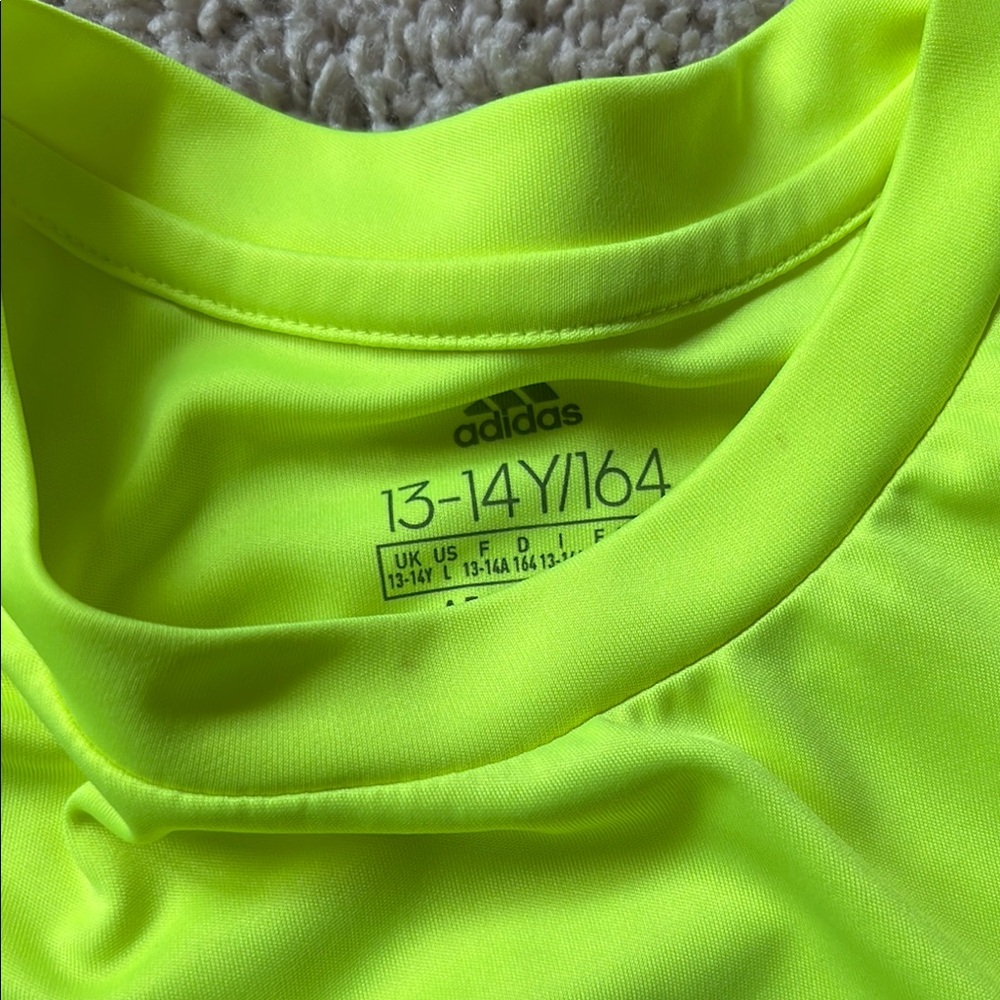 adidas
13-14Y/164
UK US F D I
13-14Y L 13-14A 164